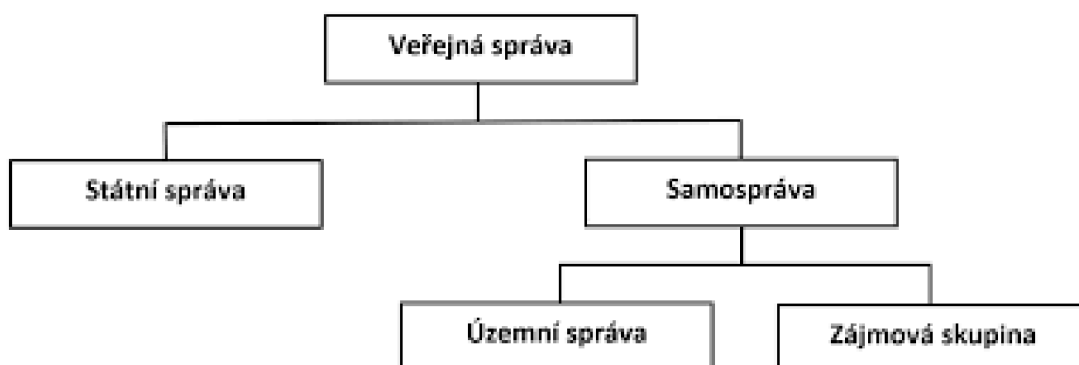 Veřejná správa
Státní správa
Samospráva
Územní správa
Zájmová skupina